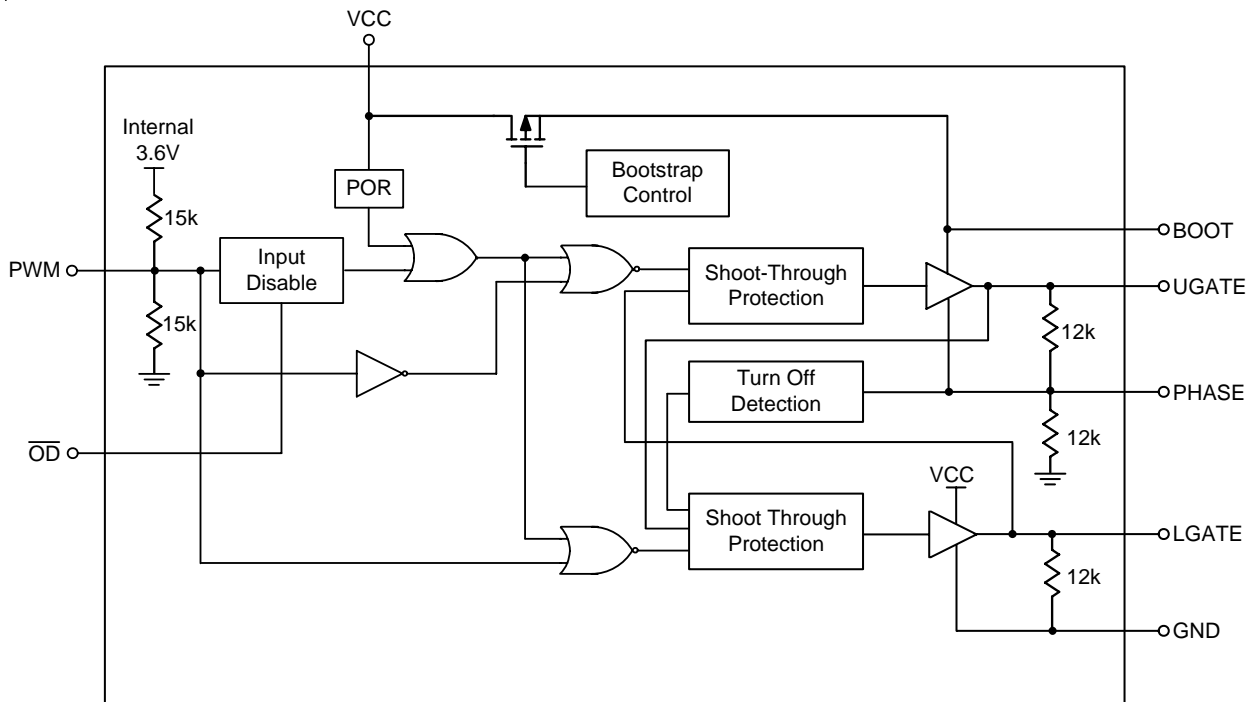 VCC
Internal
3.6V
15k
POR
Bootstrap
Control
BOOT
PWM
Input
Disable
Shoot-Through
Protection
UGATE
15k
12k
Turn Off
Detection
PHASE
12k
O̅D̅
VCC
Shoot Through
Protection
LGATE
12k
GND